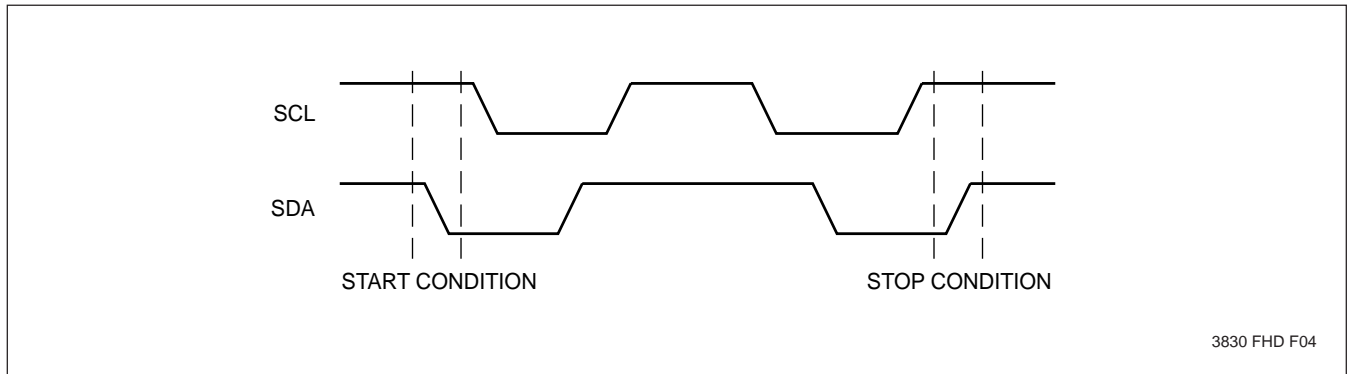 SCL
SDA
START CONDITION
STOP CONDITION
3830 FHD F04